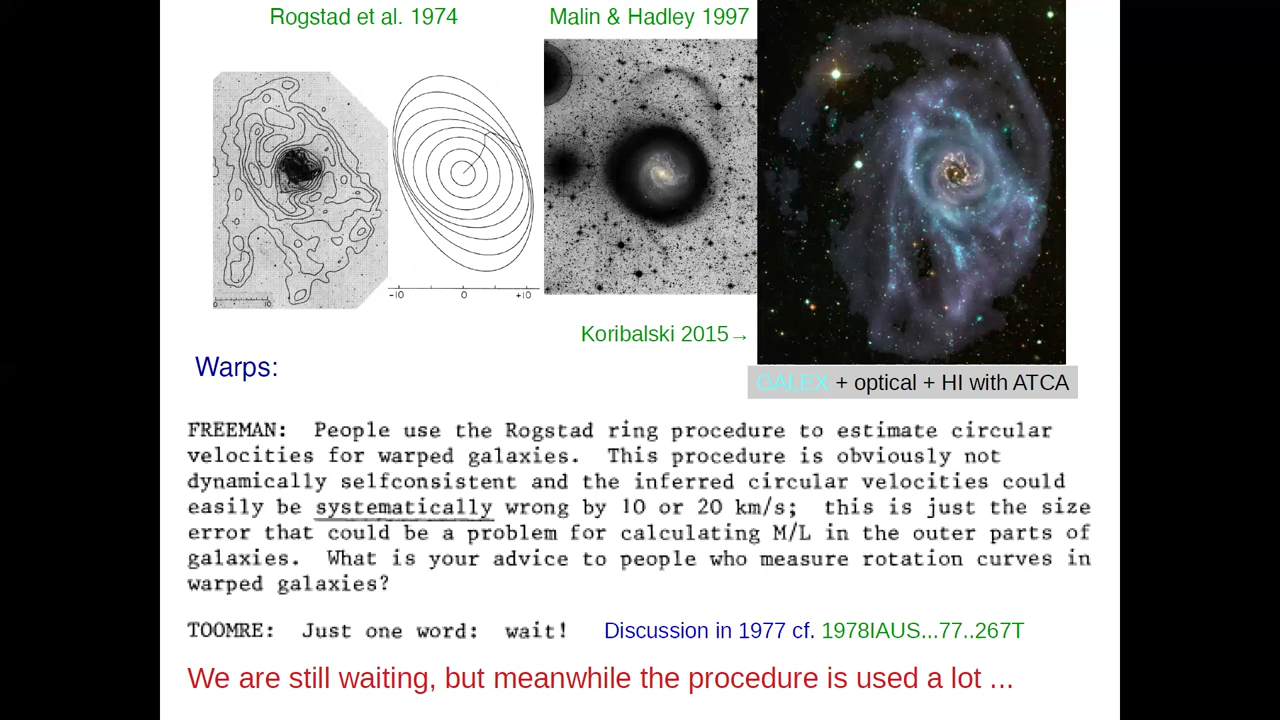 Rogstad et al. 1974
Malin & Hadley 1997
0 10
-10 0 +10
Koribalski 2015→
GALEX + optical + HI with ATCA
Warps:
FREEMAN: People use the Rogstad ring procedure to estimate circular
velocities for warped galaxies. This procedure is obviously not
dynamically selfconsistent and the inferred circular velocities could
easily be systematically wrong by 10 or 20 km/s; this is just the size
error that could be a problem for calculating M/L in the outer parts of
galaxies. What is your advice to people who measure rotation curves in
warped galaxies?
TOOMRE: Just one word: wait! Discussion in 1977 cf. 1978IAUS...77..267T
We are still waiting, but meanwhile the procedure is used a lot ...